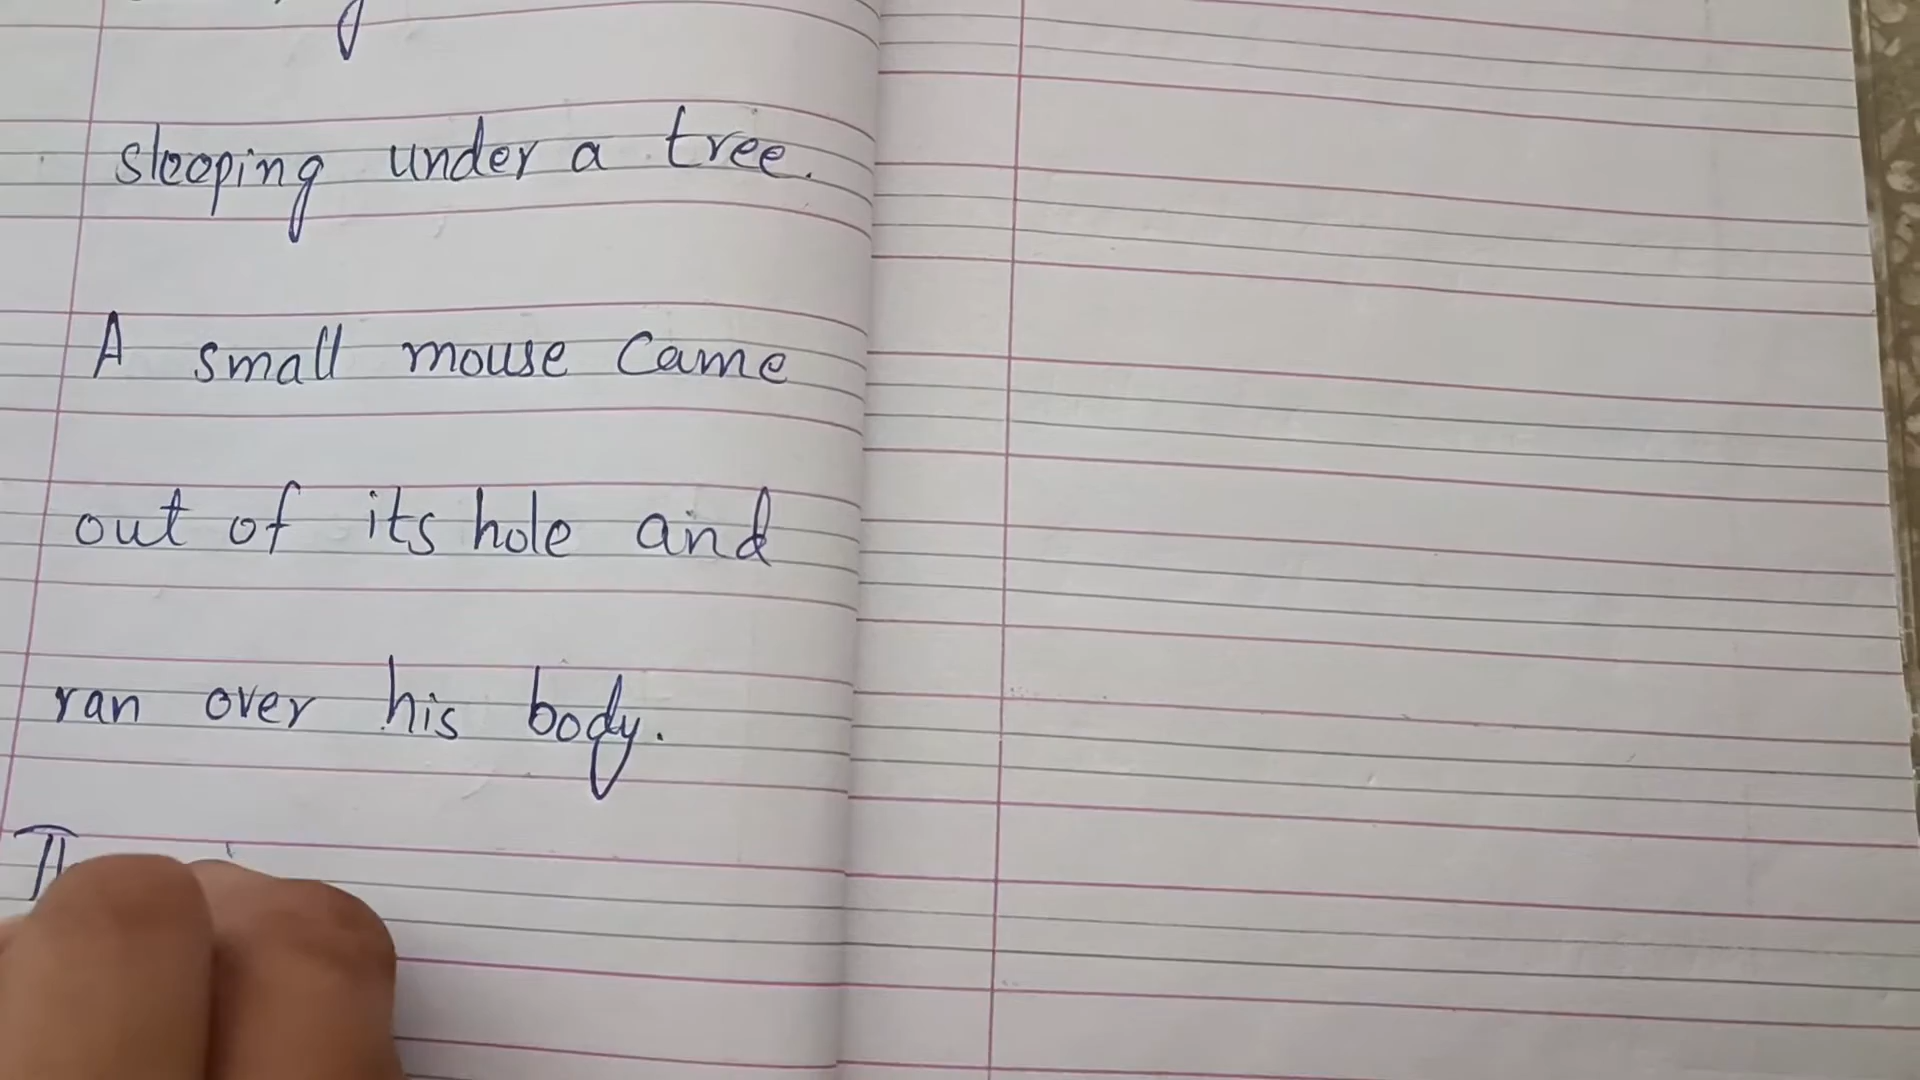 sleeping under a tree.
A small mouse came
out of its hole and
ran over his body.